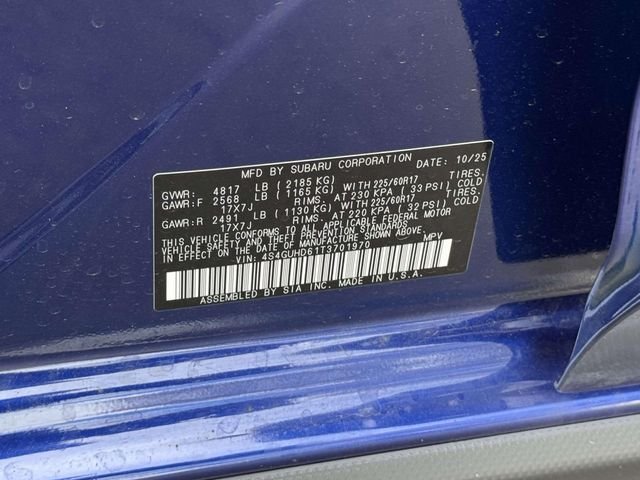 MFD BY SUBARU CORPORATION DATE: 10/25
GVWR: 4817 LB (2185 KG)
GAWR:F 2568 LB (1165 KG) WITH 225/60R17 TIRES.
17X7J RIMS. AT 230 KPA (33 PSI) COLD
GAWR:R 2491 LB (1130 KG) WITH 225/60R17 TIRES.
17X7J RIMS. AT 220 KPA (32 PSI) COLD
THIS VEHICLE CONFORMS TO ALL APPLICABLE FEDERAL MOTOR
VEHICLE SAFETY, THEFT PREVENTION AND BUMPER STANDARDS
IN EFFECT ON THE DATE OF MANUFACTURE SHOWN ABOVE.
VIN: 4S4GUHD61T3701970 MPV
ASSEMBLED BY SIA INC. MADE IN U.S.A.